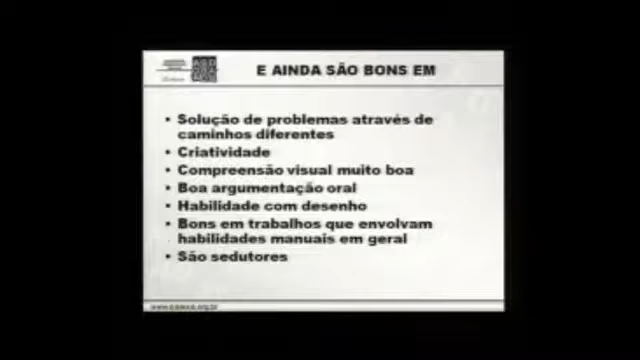 E AINDA SÃO BONS EM
• Solução de problemas através de
caminhos diferentes
• Criatividade
• Compreensão visual muito boa
• Boa argumentação oral
• Habilidade com desenho
• Bons em trabalhos que envolvam
habilidades manuais em geral
• São sedutores